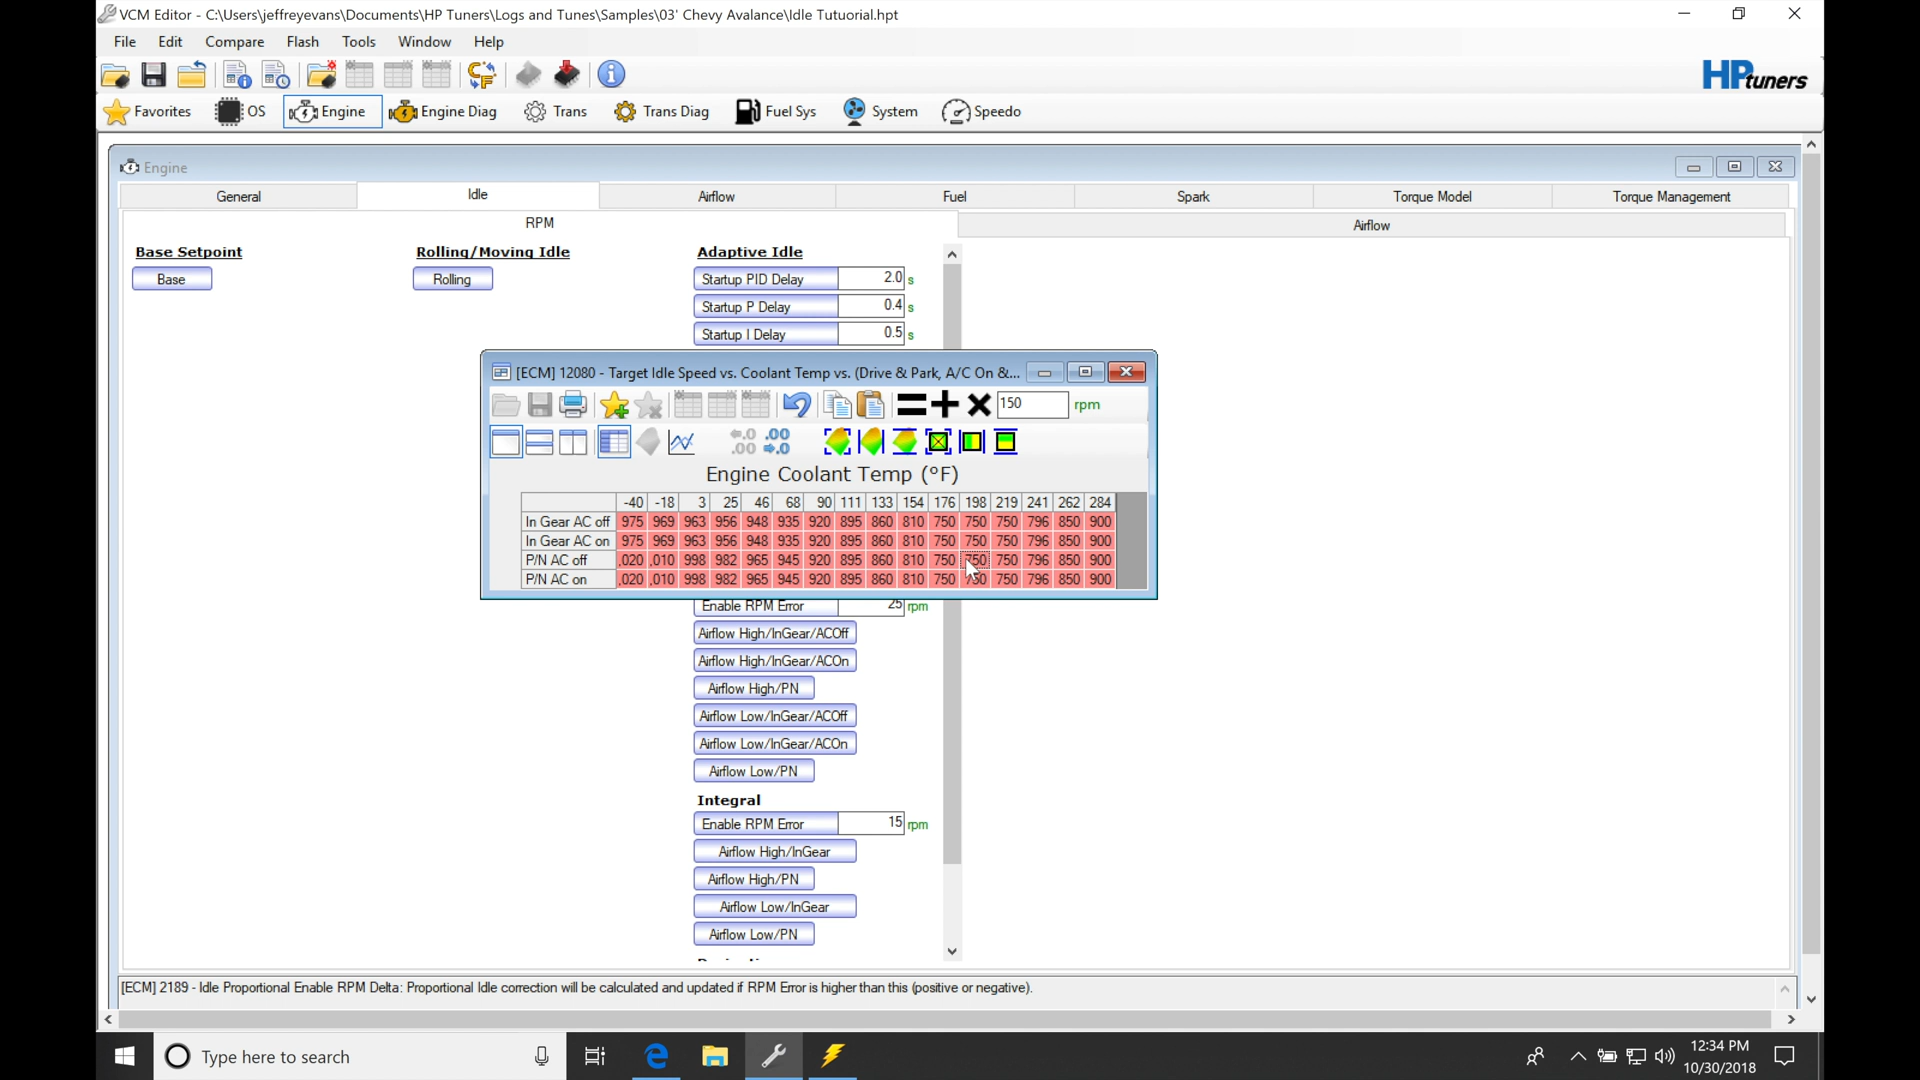 VCM Editor - C:\Users\jeffreyevans\Documents\HP Tuners\Logs and Tunes\Samples\03' Chevy Avalance\Idle Tutuorial.hpt
File Edit Compare Flash Tools Window Help
HP tuners
Favorites OS Engine Engine Diag Trans Trans Diag Fuel Sys System Speedo
Engine
General Idle Airflow Fuel Spark Torque Model Torque Management
RPM Airflow
Base Setpoint Rolling/Moving Idle Adaptive Idle
Base Rolling Startup PID Delay 2.0 s
Startup P Delay 0.4 s
Startup I Delay 0.5 s
[ECM] 12080 - Target Idle Speed vs. Coolant Temp vs. (Drive & Park, A/C On &...
150 rpm
Engine Coolant Temp (°F)
-40 -18 3 25 46 68 90 111 133 154 176 198 219 241 262 284
In Gear AC off 975 969 963 956 948 935 920 895 860 810 750 750 750 796 850 900
In Gear AC on 975 969 963 956 948 935 920 895 860 810 750 750 750 796 850 900
P/N AC off ,020 ,010 998 982 965 945 920 895 860 810 750 750 750 796 850 900
P/N AC on ,020 ,010 998 982 965 945 920 895 860 810 750 750 750 796 850 900
Enable RPM Error 25 rpm
Airflow High/InGear/ACOff
Airflow High/InGear/ACOn
Airflow High/PN
Airflow Low/InGear/ACOff
Airflow Low/InGear/ACOn
Airflow Low/PN
Integral
Enable RPM Error 15 rpm
Airflow High/InGear
Airflow High/PN
Airflow Low/InGear
Airflow Low/PN
[ECM] 2189 - Idle Proportional Enable RPM Delta: Proportional Idle correction will be calculated and updated if RPM Error is higher than this (positive or negative).
Type here to search
12:34 PM
10/30/2018